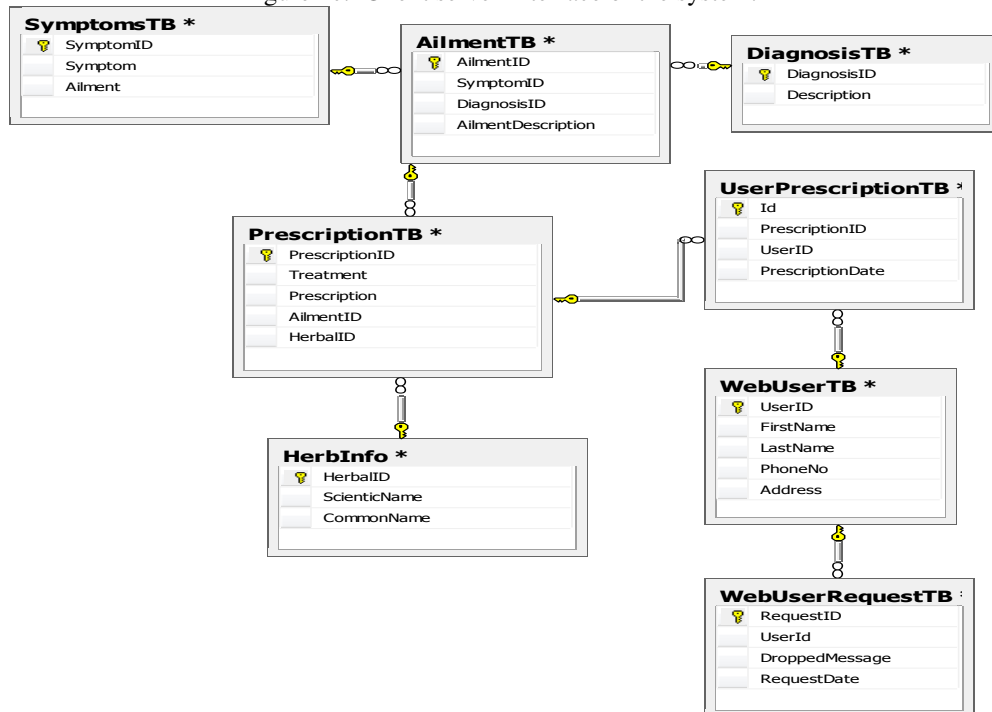 SymptomsTB *
SymptomID
Symptom
Ailment
AilmentTB *
AilmentID
SymptomID
DiagnosisID
AilmentDescription
DiagnosisTB *
DiagnosisID
Description
UserPrescriptionTB *
Id
PrescriptionID
UserID
PrescriptionDate
PrescriptionTB *
PrescriptionID
Treatment
Prescription
AilmentID
HerbalID
WebUserTB *
UserID
FirstName
LastName
PhoneNo
Address
HerbInfo *
HerbalID
ScienticName
CommonName
WebUserRequestTB
RequestID
UserId
DroppedMessage
RequestDate